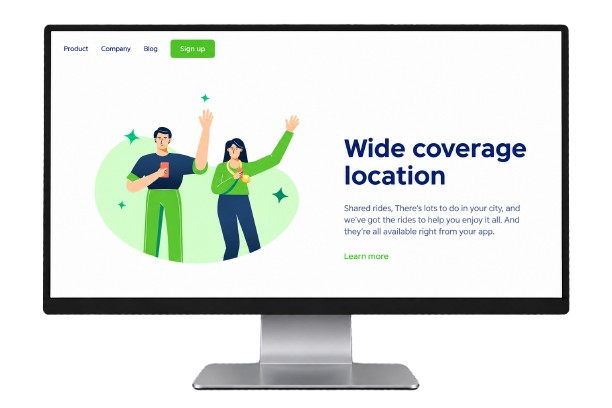 Product Company Blog Sign up
Wide coverage
location
Shared rides, There's lots to do in your city, and
we've got the rides to help you enjoy it all. And
they're all available right from your app.
Learn more